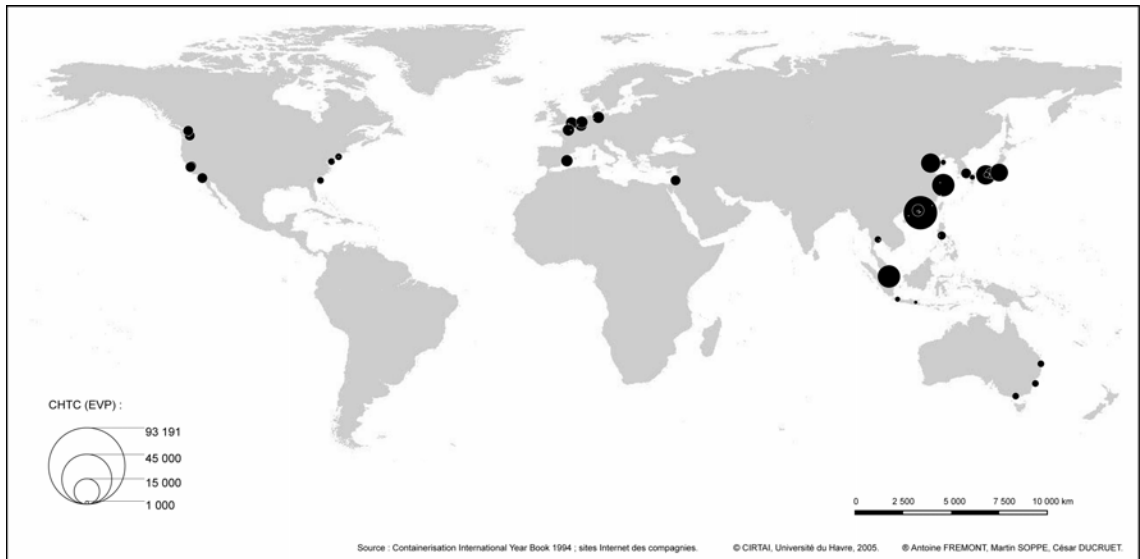 CHTC (EVP) :
93 191
45 000
15 000
1 000
0 2 500 5 000 7 500 10 000 km
Source : Containerisation International Year Book 1994 ; sites Internet des compagnies. © CIRTAI, Université du Havre, 2005. ® Antoine FREMONT, Martin SOPPE, César DUCRUET.